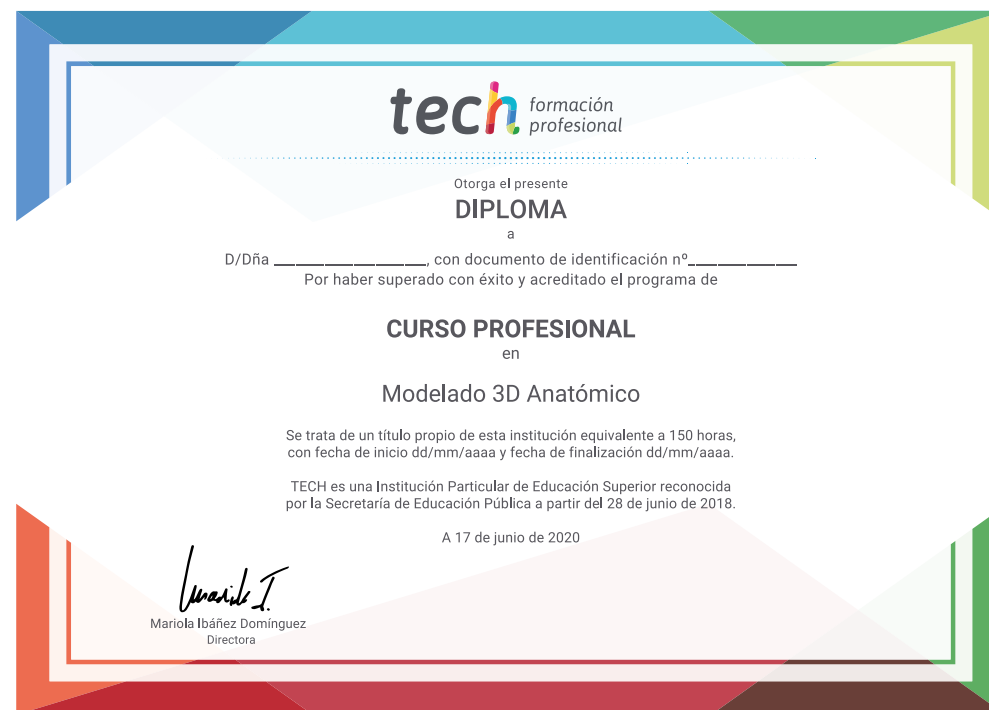 tech formación
profesional
Otorga el presente
DIPLOMA
a
D/Dña _________________, con documento de identificación nº____________
Por haber superado con éxito y acreditado el programa de
CURSO PROFESIONAL
en
Modelado 3D Anatómico
Se trata de un título propio de esta institución equivalente a 150 horas,
con fecha de inicio dd/mm/aaaa y fecha de finalización dd/mm/aaaa.
TECH es una Institución Particular de Educación Superior reconocida
por la Secretaría de Educación Pública a partir del 28 de junio de 2018.
A 17 de junio de 2020
Mariola I.
Mariola Ibáñez Domínguez
Directora